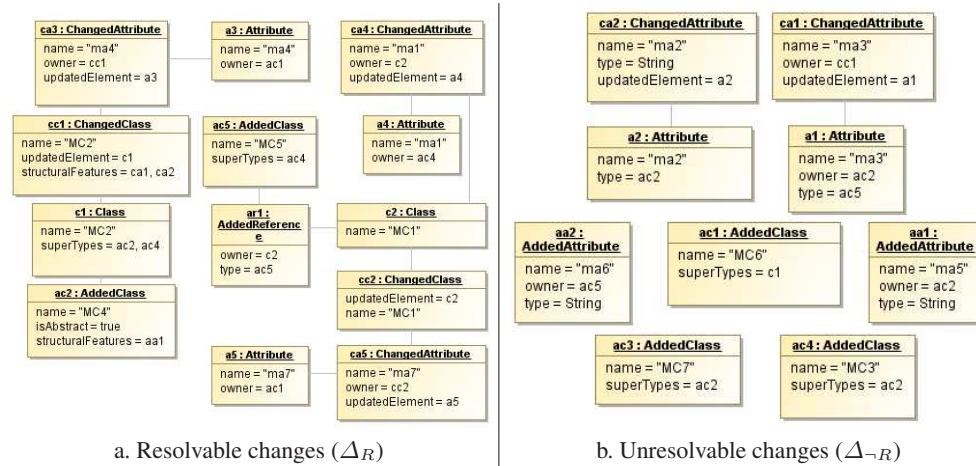 ca3 : ChangedAttribute
name = "ma4"
owner = cc1
updatedElement = a3
a3 : Attribute
name = "ma4"
owner = ac1
ca4 : ChangedAttribute
name = "ma1"
owner = c2
updatedElement = a4
cc1 : ChangedClass
name = "MC2"
updatedElement = c1
structuralFeatures = ca1, ca2
ac5 : AddedClass
name = "MC5"
superTypes = ac4
a4 : Attribute
name = "ma1"
owner = ac4
c1 : Class
name = "MC2"
superTypes = ac2, ac4
ar1 :
AddedReferenc
e
owner = c2
type = ac5
c2 : Class
name = "MC1"
ac2 : AddedClass
name = "MC4"
isAbstract = true
structuralFeatures = aa1
cc2 : ChangedClass
updatedElement = c2
name = "MC1"
a5 : Attribute
name = "ma7"
owner = ac1
ca5 : ChangedAttribute
name = "ma7"
owner = cc2
updatedElement = a5
a. Resolvable changes (Δ_R)
ca2 : ChangedAttribute
name = "ma2"
type = String
updatedElement = a2
ca1 : ChangedAttribute
name = "ma3"
owner = cc1
updatedElement = a1
a2 : Attribute
name = "ma2"
type = ac2
a1 : Attribute
name = "ma3"
owner = ac2
type = ac5
aa2 :
AddedAttribute
name = "ma6"
owner = ac5
type = String
ac1 : AddedClass
name = "MC6"
superTypes = c1
aa1 :
AddedAttribute
name = "ma5"
owner = ac2
type = String
ac3 : AddedClass
name = "MC7"
superTypes = ac2
ac4 : AddedClass
name = "MC3"
superTypes = ac2
b. Unresolvable changes (Δ_¬R)